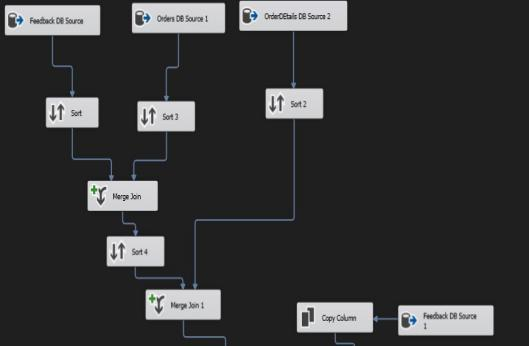 Feedback DB Source
Orders DB Source 1
OrderDEtails DB Source 2
Sort
Sort 3
Sort 2
Merge Join
Sort 4
Merge Join 1
Copy Column
Feedback DB Source
1